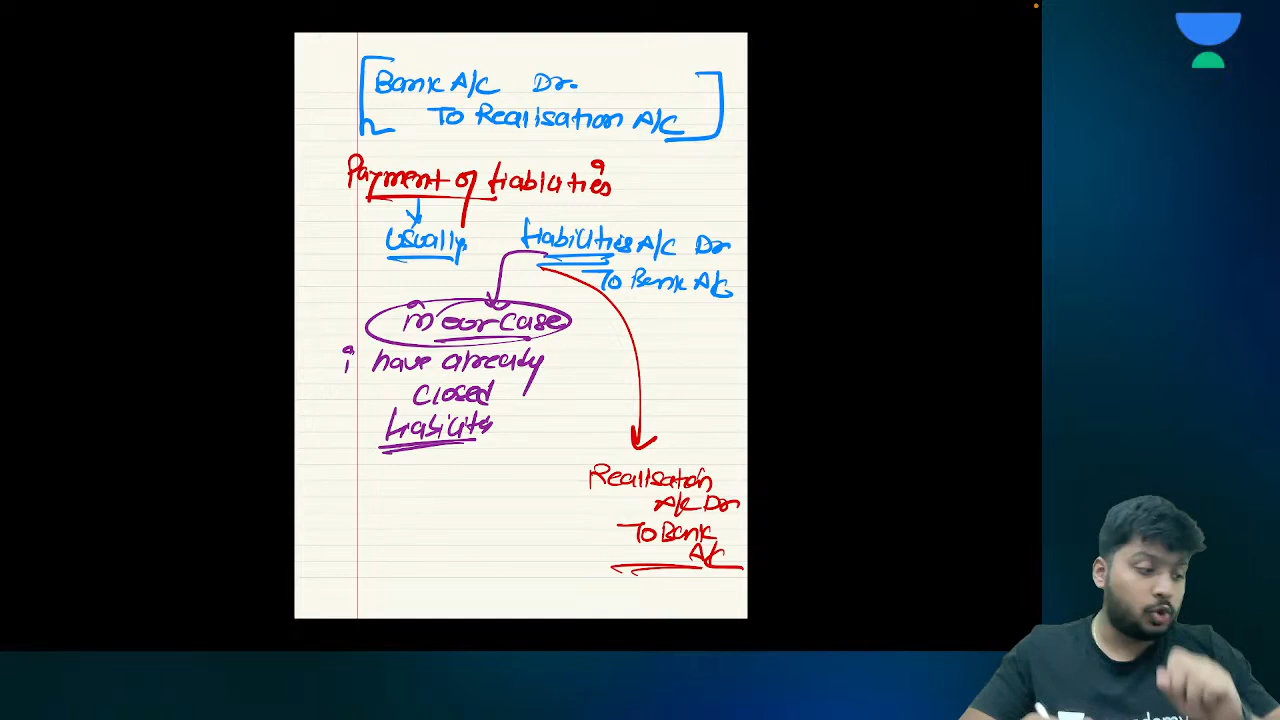 Bank A/C Dr.
To Realisation A/C
Payment of Liabilities
usually
Liabilities A/C Dr
To Bank A/C
in our case
i have already
closed
Liabilities
Realisation
A/C Dr
To Bank
A/C